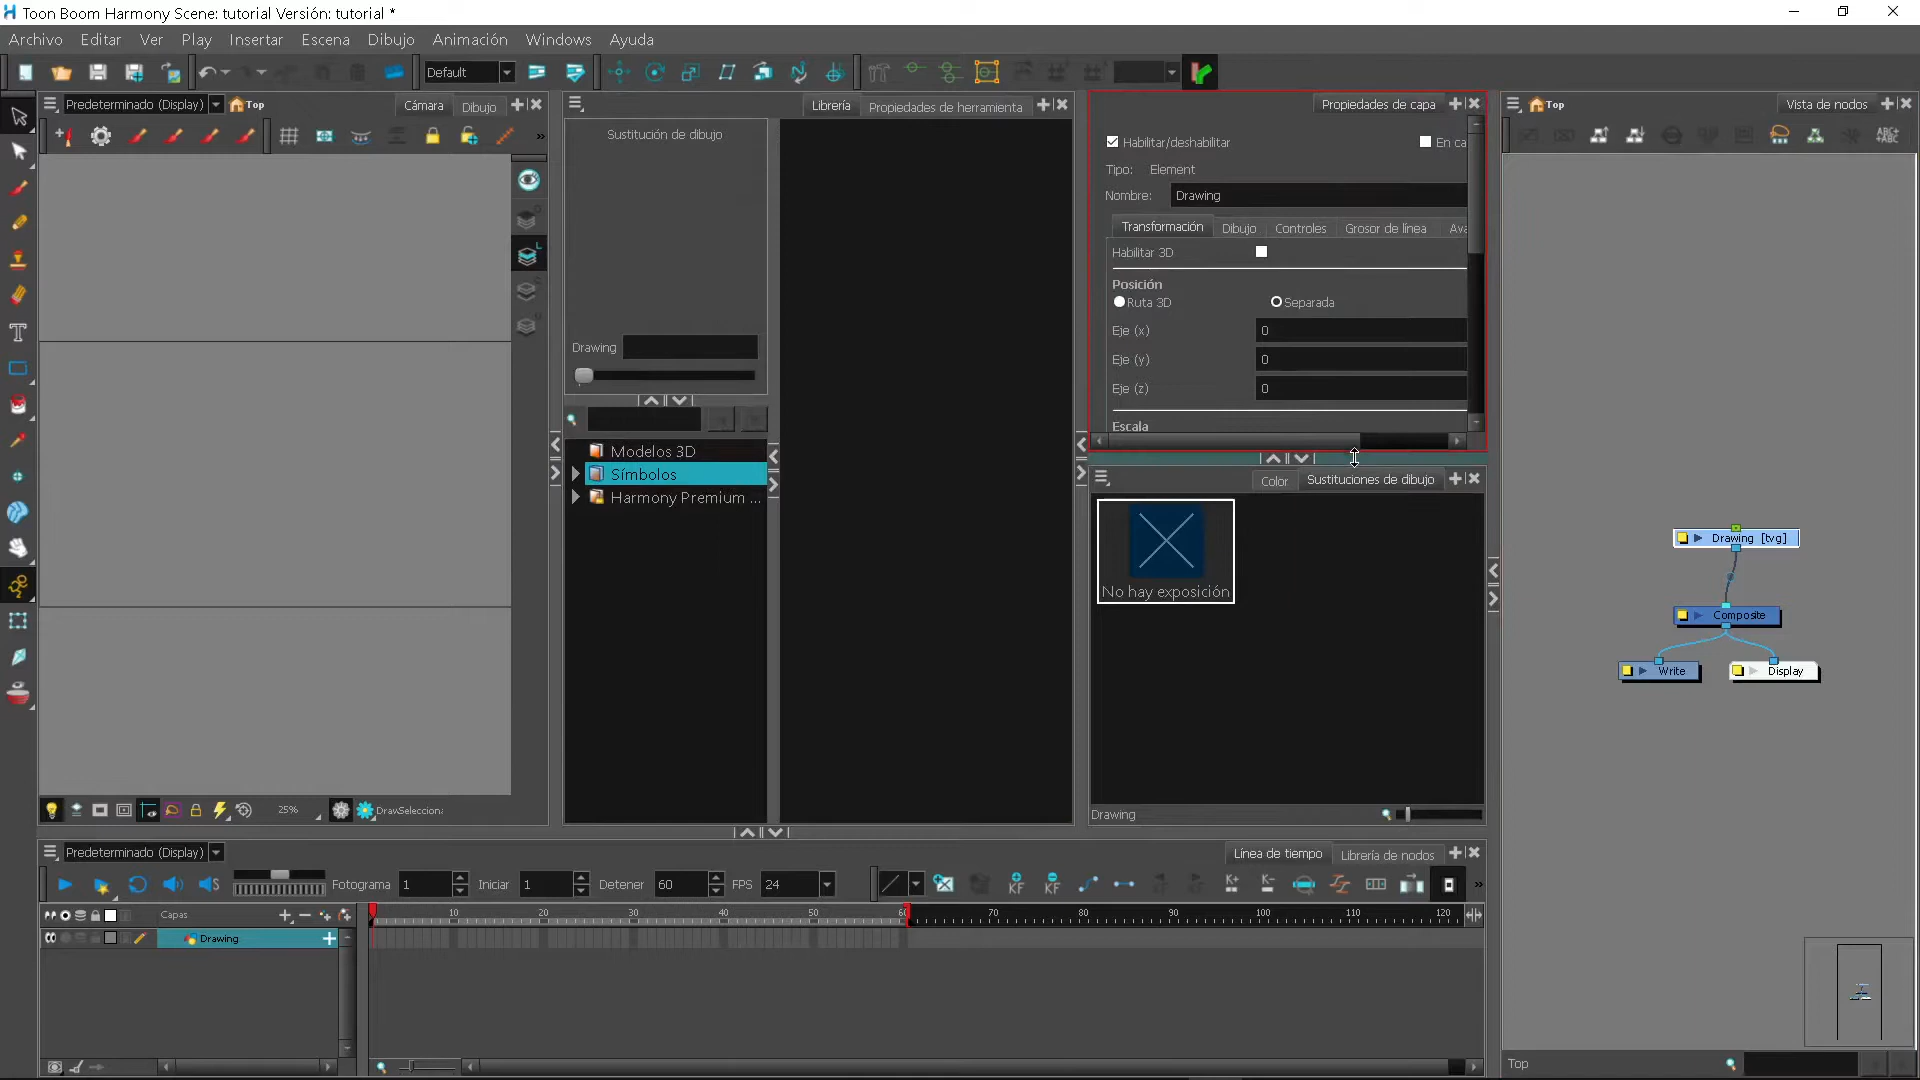 Toon Boom Harmony Scene: tutorial Versión: tutorial *
Archivo Editar Ver Play Insertar Escena Dibujo Animación Windows Ayuda
Default
Predeterminado (Display) Top Cámara Dibujo
Librería Propiedades de herramienta
Propiedades de capa
Top Vista de nodos
ABC+
Sustitución de dibujo
Drawing
Modelos 3D
Símbolos
Harmony Premium ...
Habilitar/deshabilitar En ca
Tipo: Element
Nombre: Drawing
Transformación Dibujo Controles Grosor de línea Ava
Habilitar 3D
Posición
Ruta 3D Separada
Eje (x) 0
Eje (y) 0
Eje (z) 0
Escala
Color Sustituciones de dibujo
No hay exposición
Drawing
Drawing [tvg]
Composite
Write Display
25% DrawSelecciona
Predeterminado (Display) Línea de tiempo Librería de nodos
Fotograma 1 Iniciar 1 Detener 60 FPS 24
KF KF K+ K-
Capas 10 20 30 40 50 60 70 80 90 100 110 120
Drawing
Top